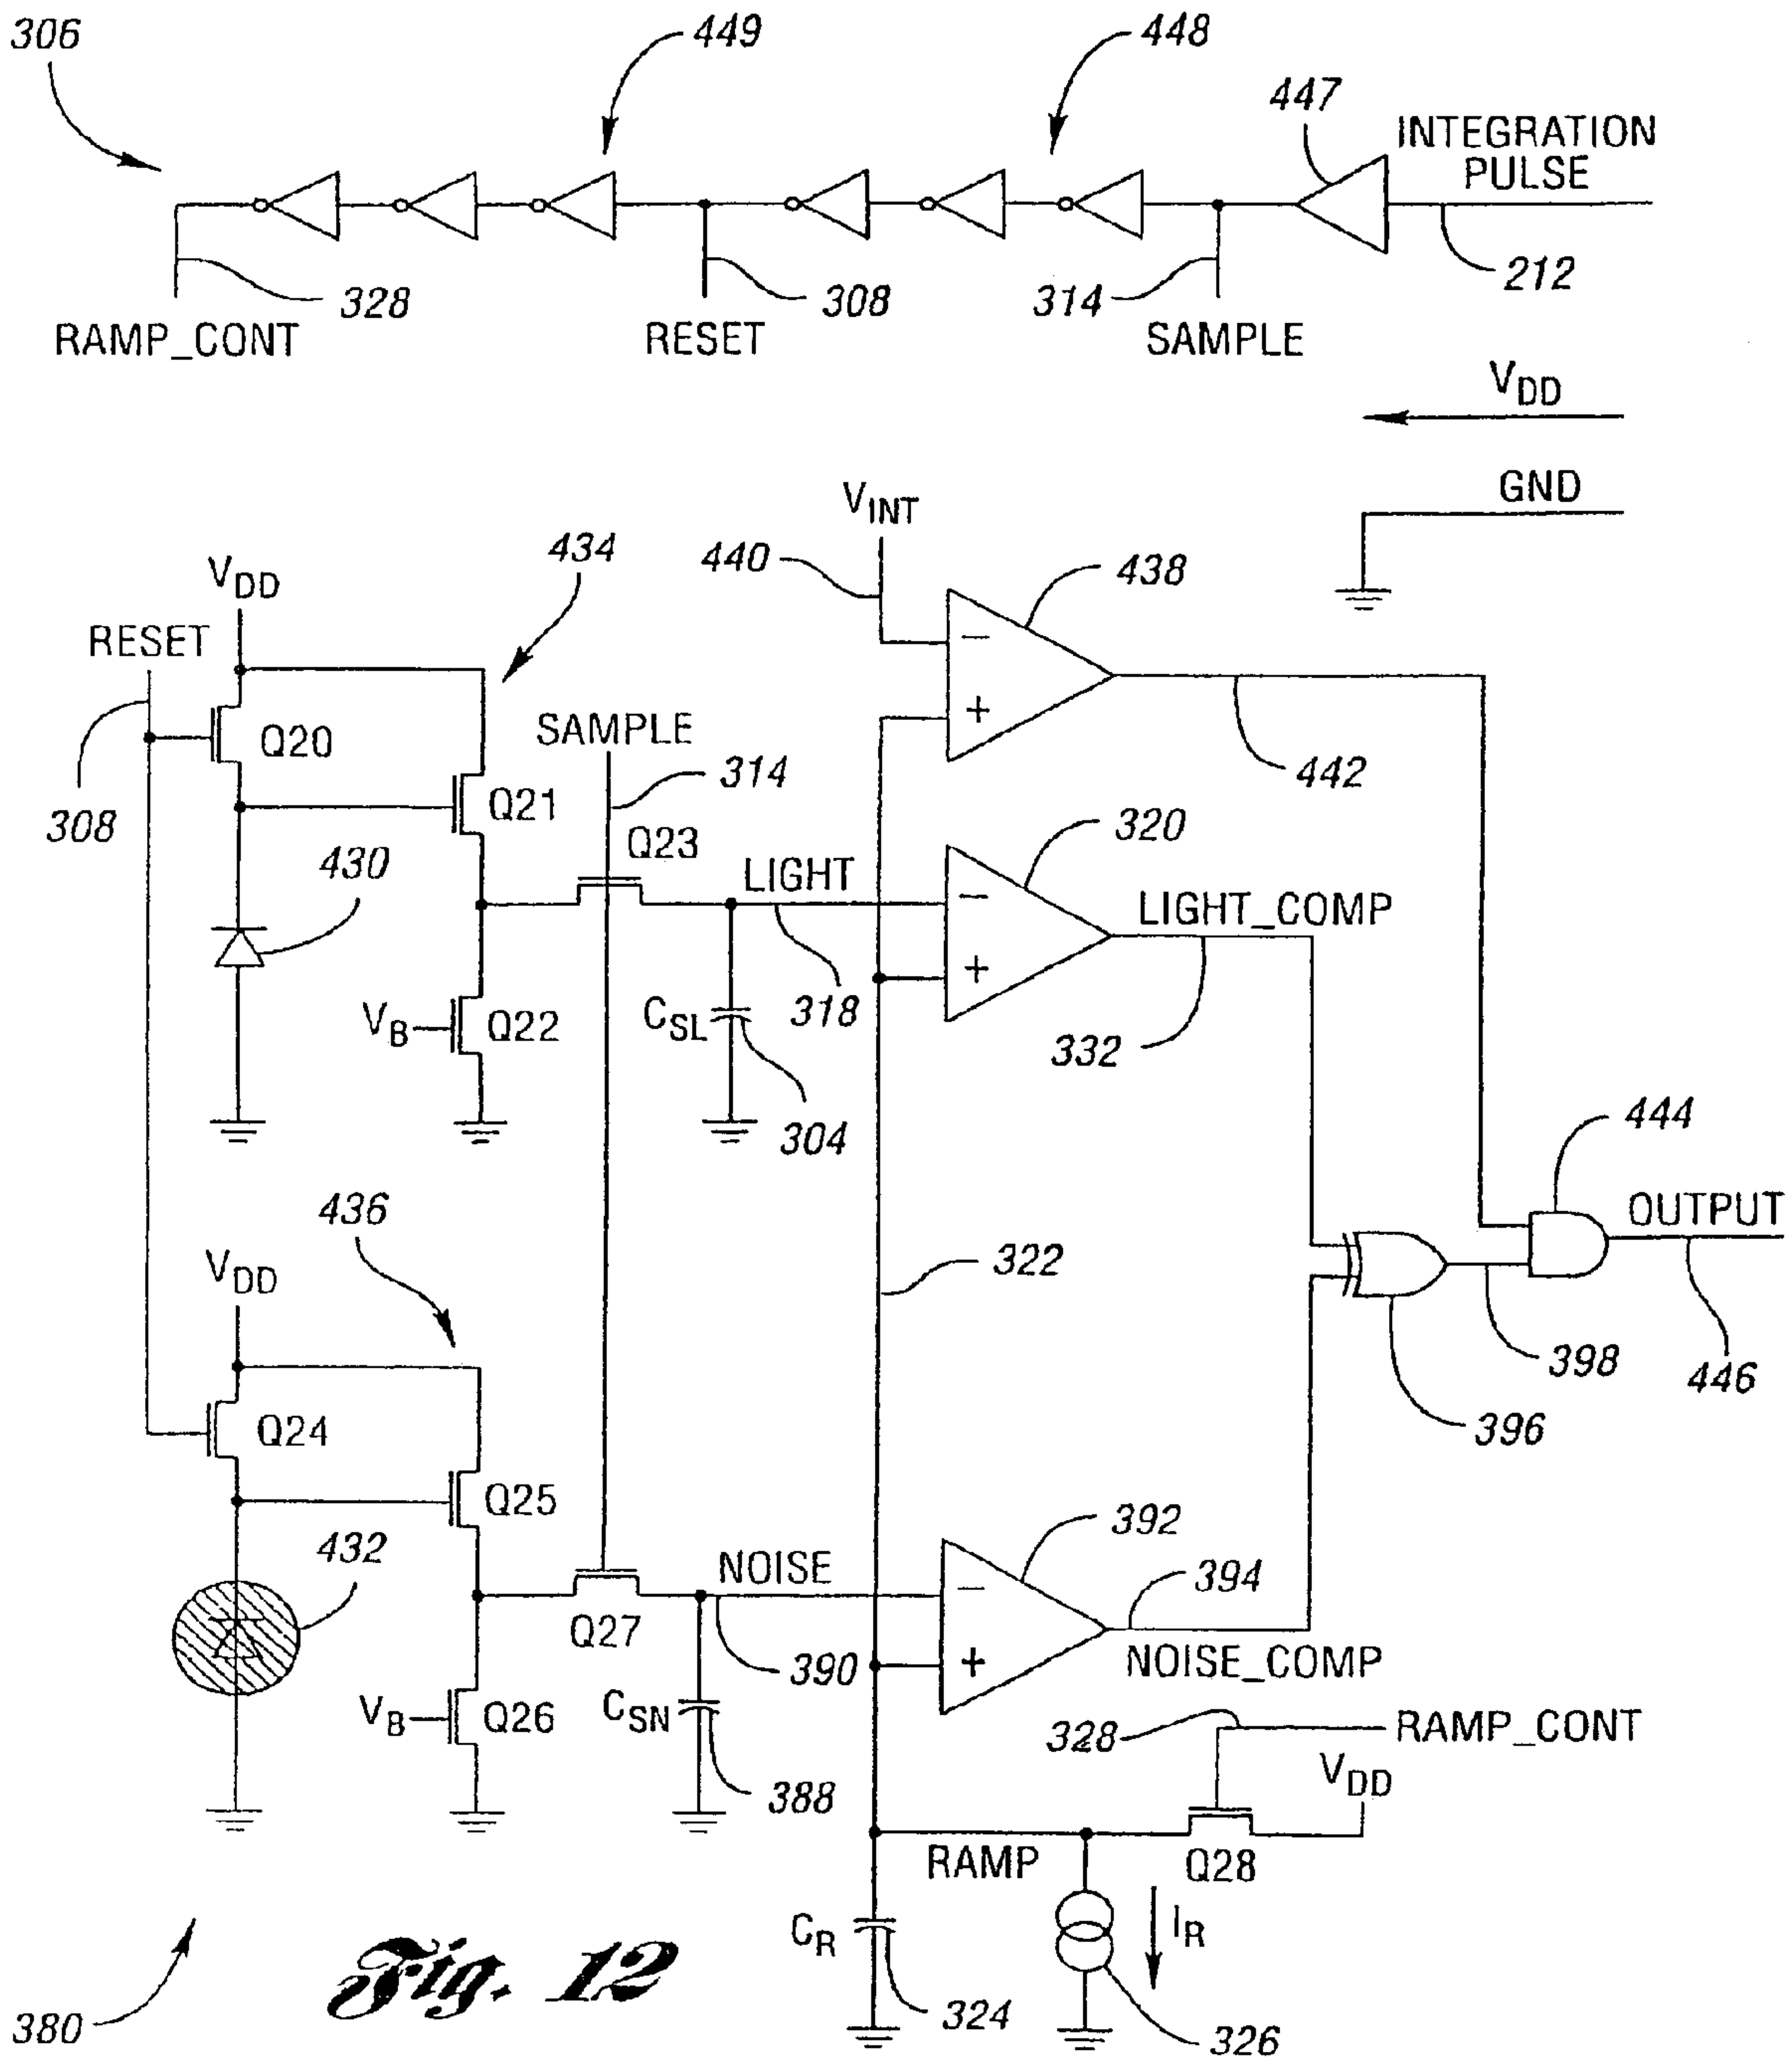 306
449
448
447
INTEGRATION
PULSE
212
328
308
314
RAMP_CONT
RESET
SAMPLE
VDD
GND
VINT
440
438
434
VDD
RESET
Q20
308
SAMPLE
314
442
Q21
Q23
320
430
LIGHT
LIGHT_COMP
VB
Q22
CSL
318
332
304
444
436
OUTPUT
VDD
322
398
446
Q24
396
Q25
432
392
NOISE
394
Q27
390
NOISE_COMP
VB
Q26
CSN
388
328
RAMP_CONT
VDD
RAMP
Q28
CR
IR
324
326
380
Fig. 12